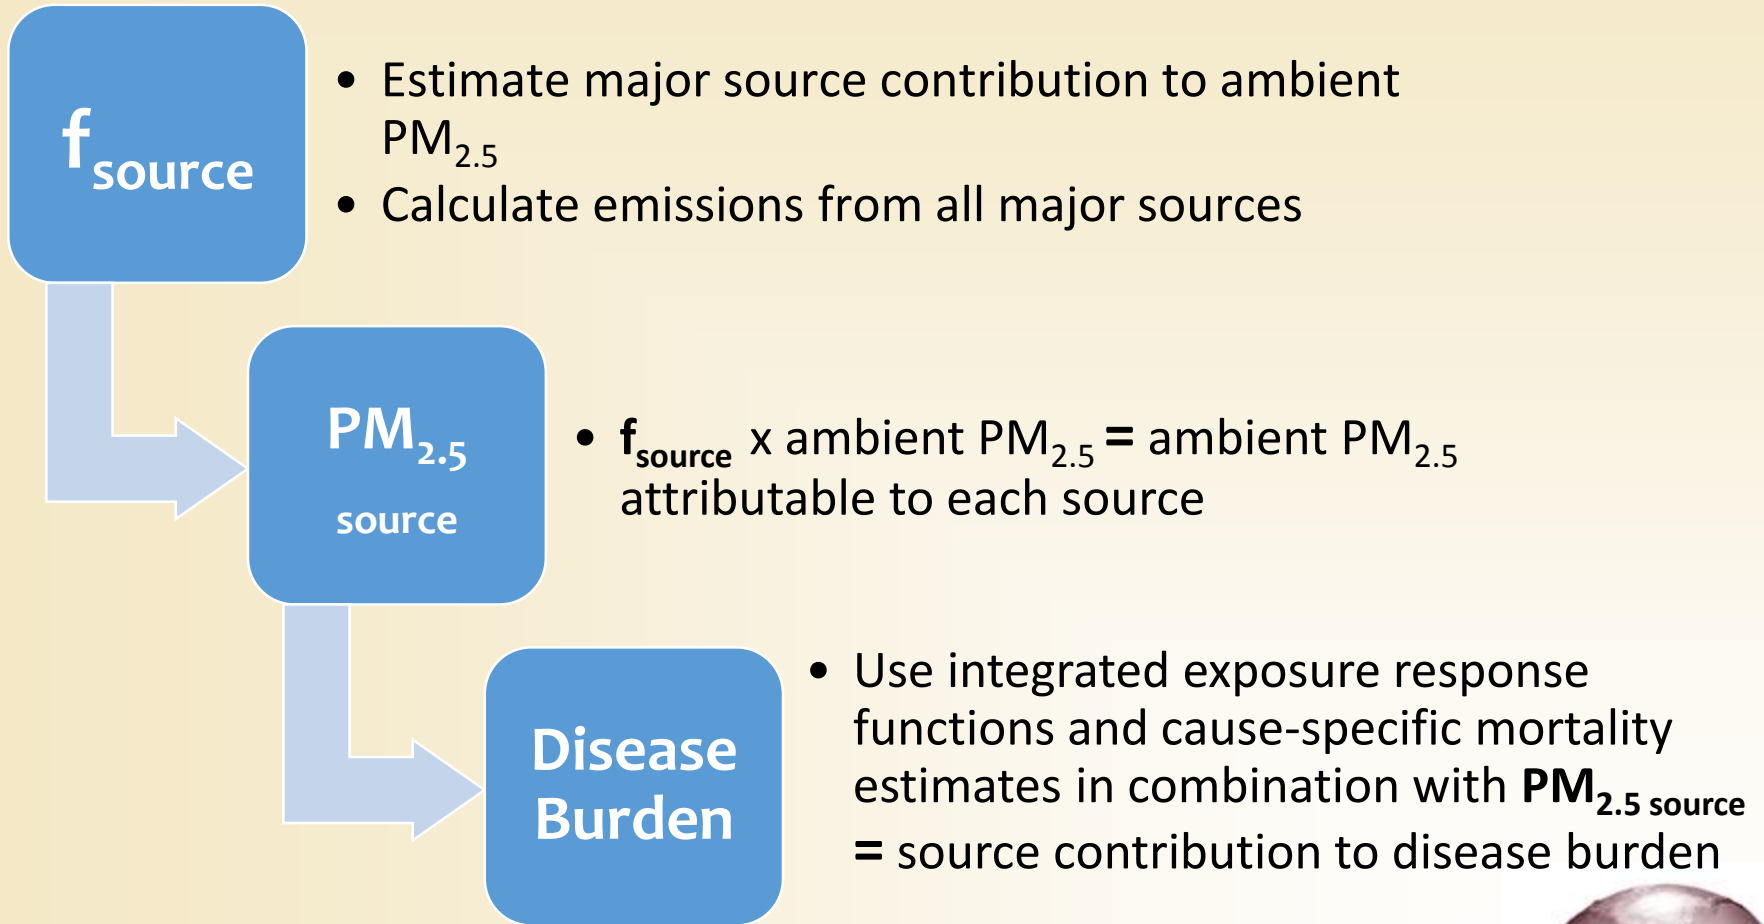 f source
• Estimate major source contribution to ambient
PM2.5
• Calculate emissions from all major sources
PM2.5
source
• f source x ambient PM2.5 = ambient PM2.5
attributable to each source
Disease
Burden
• Use integrated exposure response
functions and cause-specific mortality
estimates in combination with PM2.5 source
= source contribution to disease burden